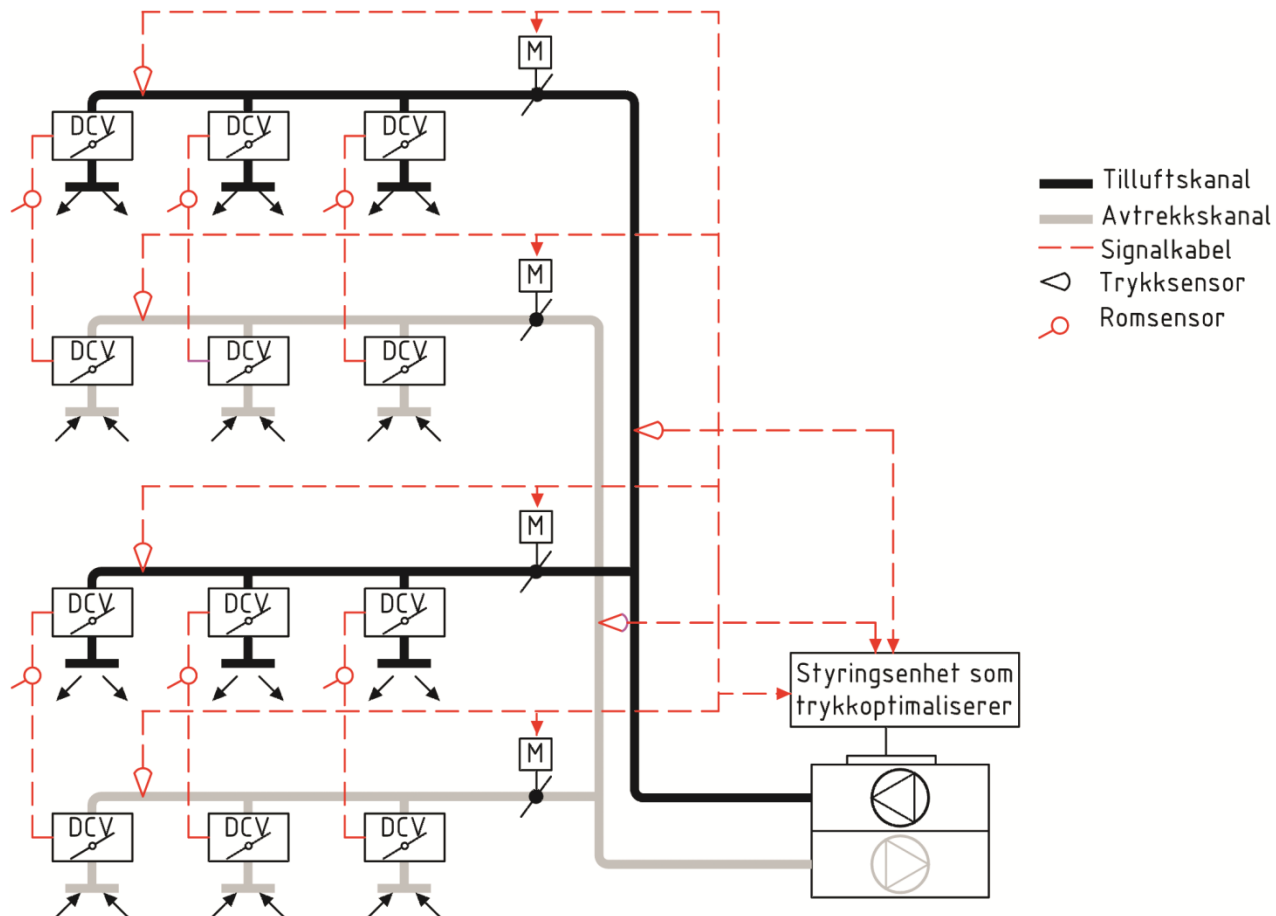 M
DCV DCV DCV
Tilluftskanal
Avtrekkskanal
Signalkabel
Trykksensor
Romsensor
M
DCV DCV DCV
M
DCV DCV DCV
Styringsenhet som
trykkoptimaliserer
M
DCV DCV DCV